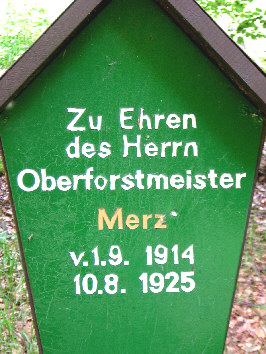 Zu Ehren
des Herrn
Oberforstmeister
Merz
v. 1.9. 1914
10.8. 1925